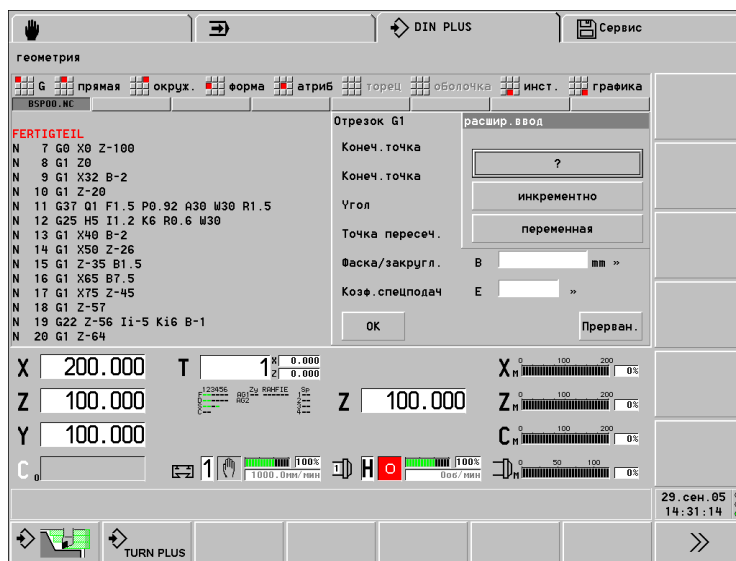 DIN PLUS
Сервис
геометрия
G прямая окруж. форма атриб торец оболочка инст. графика
BSP00.NC
FERTIGTEIL
N 7 G0 X0 Z-100
N 8 G1 Z0
N 9 G1 X32 B-2
N 10 G1 Z-20
N 11 G37 Q1 F1.5 P0.92 A30 W30 R1.5
N 12 G25 H5 I1.2 K6 R0.6 W30
N 13 G1 X40 B-2
N 14 G1 X50 Z-26
N 15 G1 Z-35 B1.5
N 16 G1 X65 B7.5
N 17 G1 X75 Z-45
N 18 G1 Z-57
N 19 G22 Z-56 Ii-5 Ki6 B-1
N 20 G1 Z-64
Отрезок G1
Конеч.точка
Конеч.точка
Угол
Точка пересеч.
Фаска/закругл. B mm »
Коэф.спецподач E »
OK
Прерван.
расшир.ввод
?
инкрементно
переменная
X 200.000 T 1 X 0.000
Z 0.000
X M 0 100 200 0%
Z 100.000
123456 Zy RAHFIE Sp
AG1
AG2
Z 100.000
Z M 0 100 200 0%
Y 100.000
C M 0 100 200 0%
C 0
1 100%
1000.0мм/мин
1 H 100%
0об/мин
M 0 50 100 0%
29.сен.05
14:31:14
TURN PLUS